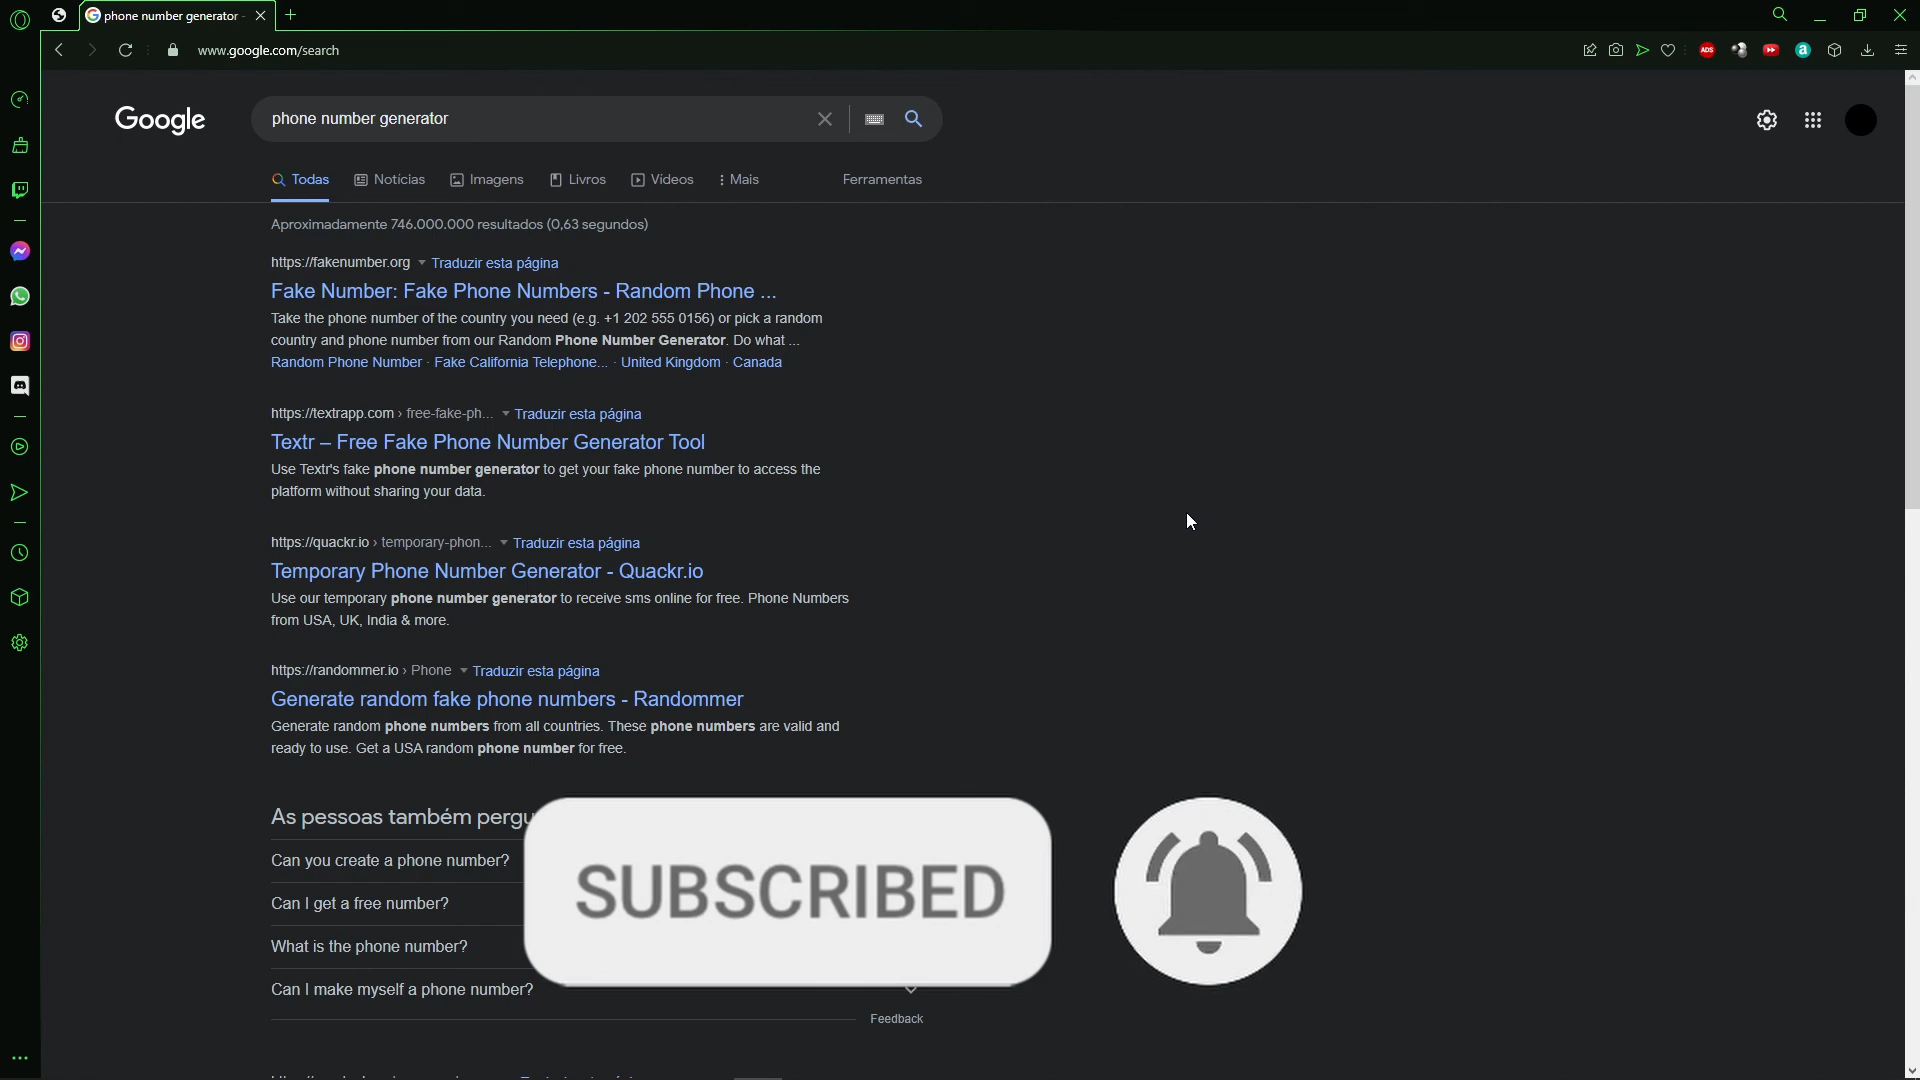 phone number generator -
www.google.com/search
ADS
a
Google
phone number generator
Todas
Notícias
Imagens
Livros
Vídeos
Mais
Ferramentas
Aproximadamente 746.000.000 resultados (0,63 segundos)
https://fakenumber.org Traduzir esta página
Fake Number: Fake Phone Numbers - Random Phone ...
Take the phone number of the country you need (e.g. +1 202 555 0156) or pick a random
country and phone number from our Random Phone Number Generator. Do what ...
Random Phone Number · Fake California Telephone... · United Kingdom · Canada
https://textrapp.com › free-fake-ph... Traduzir esta página
Textr – Free Fake Phone Number Generator Tool
Use Textr's fake phone number generator to get your fake phone number to access the
platform without sharing your data.
https://quackr.io › temporary-phon... Traduzir esta página
Temporary Phone Number Generator - Quackr.io
Use our temporary phone number generator to receive sms online for free. Phone Numbers
from USA, UK, India & more.
https://randommer.io › Phone Traduzir esta página
Generate random fake phone numbers - Randommer
Generate random phone numbers from all countries. These phone numbers are valid and
ready to use. Get a USA random phone number for free.
As pessoas também pergu
Can you create a phone number?
Can I get a free number?
What is the phone number?
Can I make myself a phone number?
SUBSCRIBED
Feedback